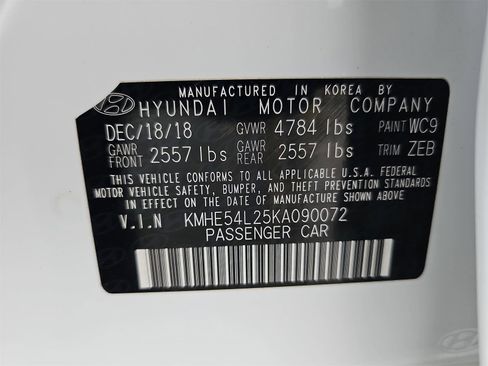 MANUFACTURED IN KOREA BY
HYUNDAI MOTOR COMPANY
DEC/18/18 GVWR 4784 lbs PAINT WC9
GAWR FRONT 2557 lbs GAWR REAR 2557 lbs TRIM ZEB
THIS VEHICLE CONFORMS TO ALL APPLICABLE U.S.A. FEDERAL
MOTOR VEHICLE SAFETY, BUMPER, AND THEFT PREVENTION STANDARDS
IN EFFECT ON THE DATE OF MANUFACTURE SHOWN ABOVE
V.I.N KMHE54L25KA090072
PASSENGER CAR